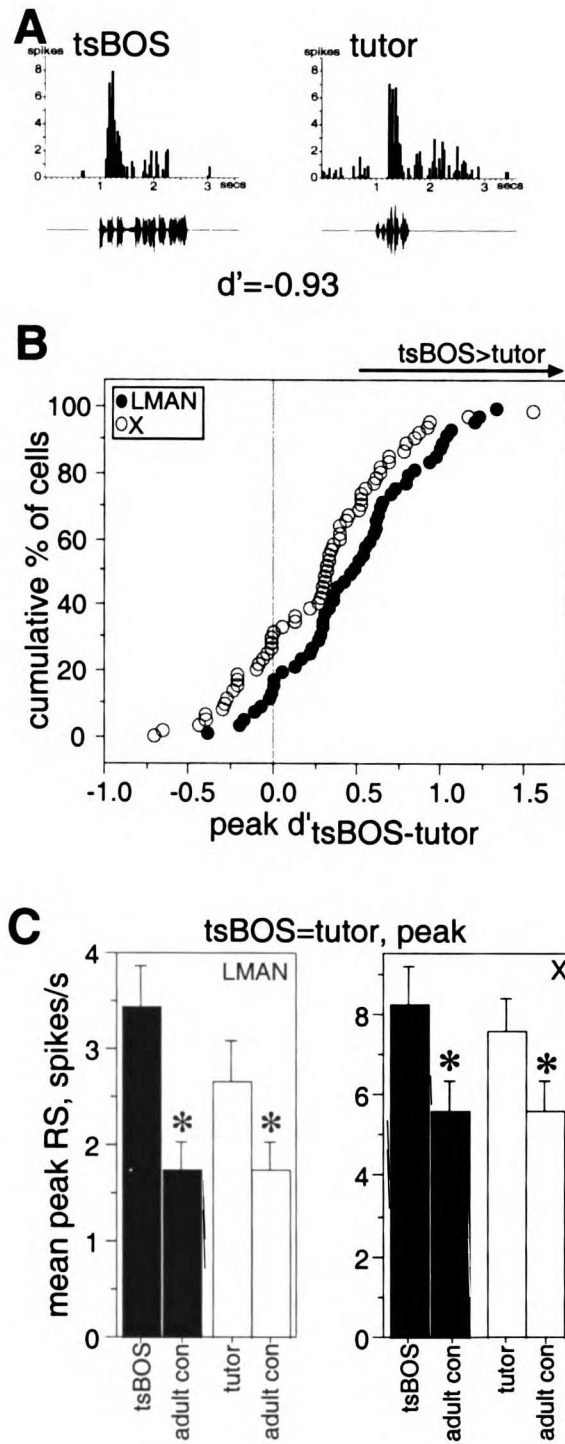 A
tsBOS tutor
spikes spikes
8 8
6 6
4 4
2 2
0 0
1 2 3 secs 1 2 3 secs
d'=-0.93
B
tsBOS>tutor
LMAN
X
100
80
60
40
20
0
cumulative % of cells
-1.0 -0.5 0.0 0.5 1.0 1.5
peak d'tsBOS-tutor
C
tsBOS=tutor, peak
LMAN X
4
3
2
1
0
8
6
4
2
0
* * * *
mean peak RS, spikes/s
tsBOS adult con tutor adult con tsBOS adult con tutor adult con